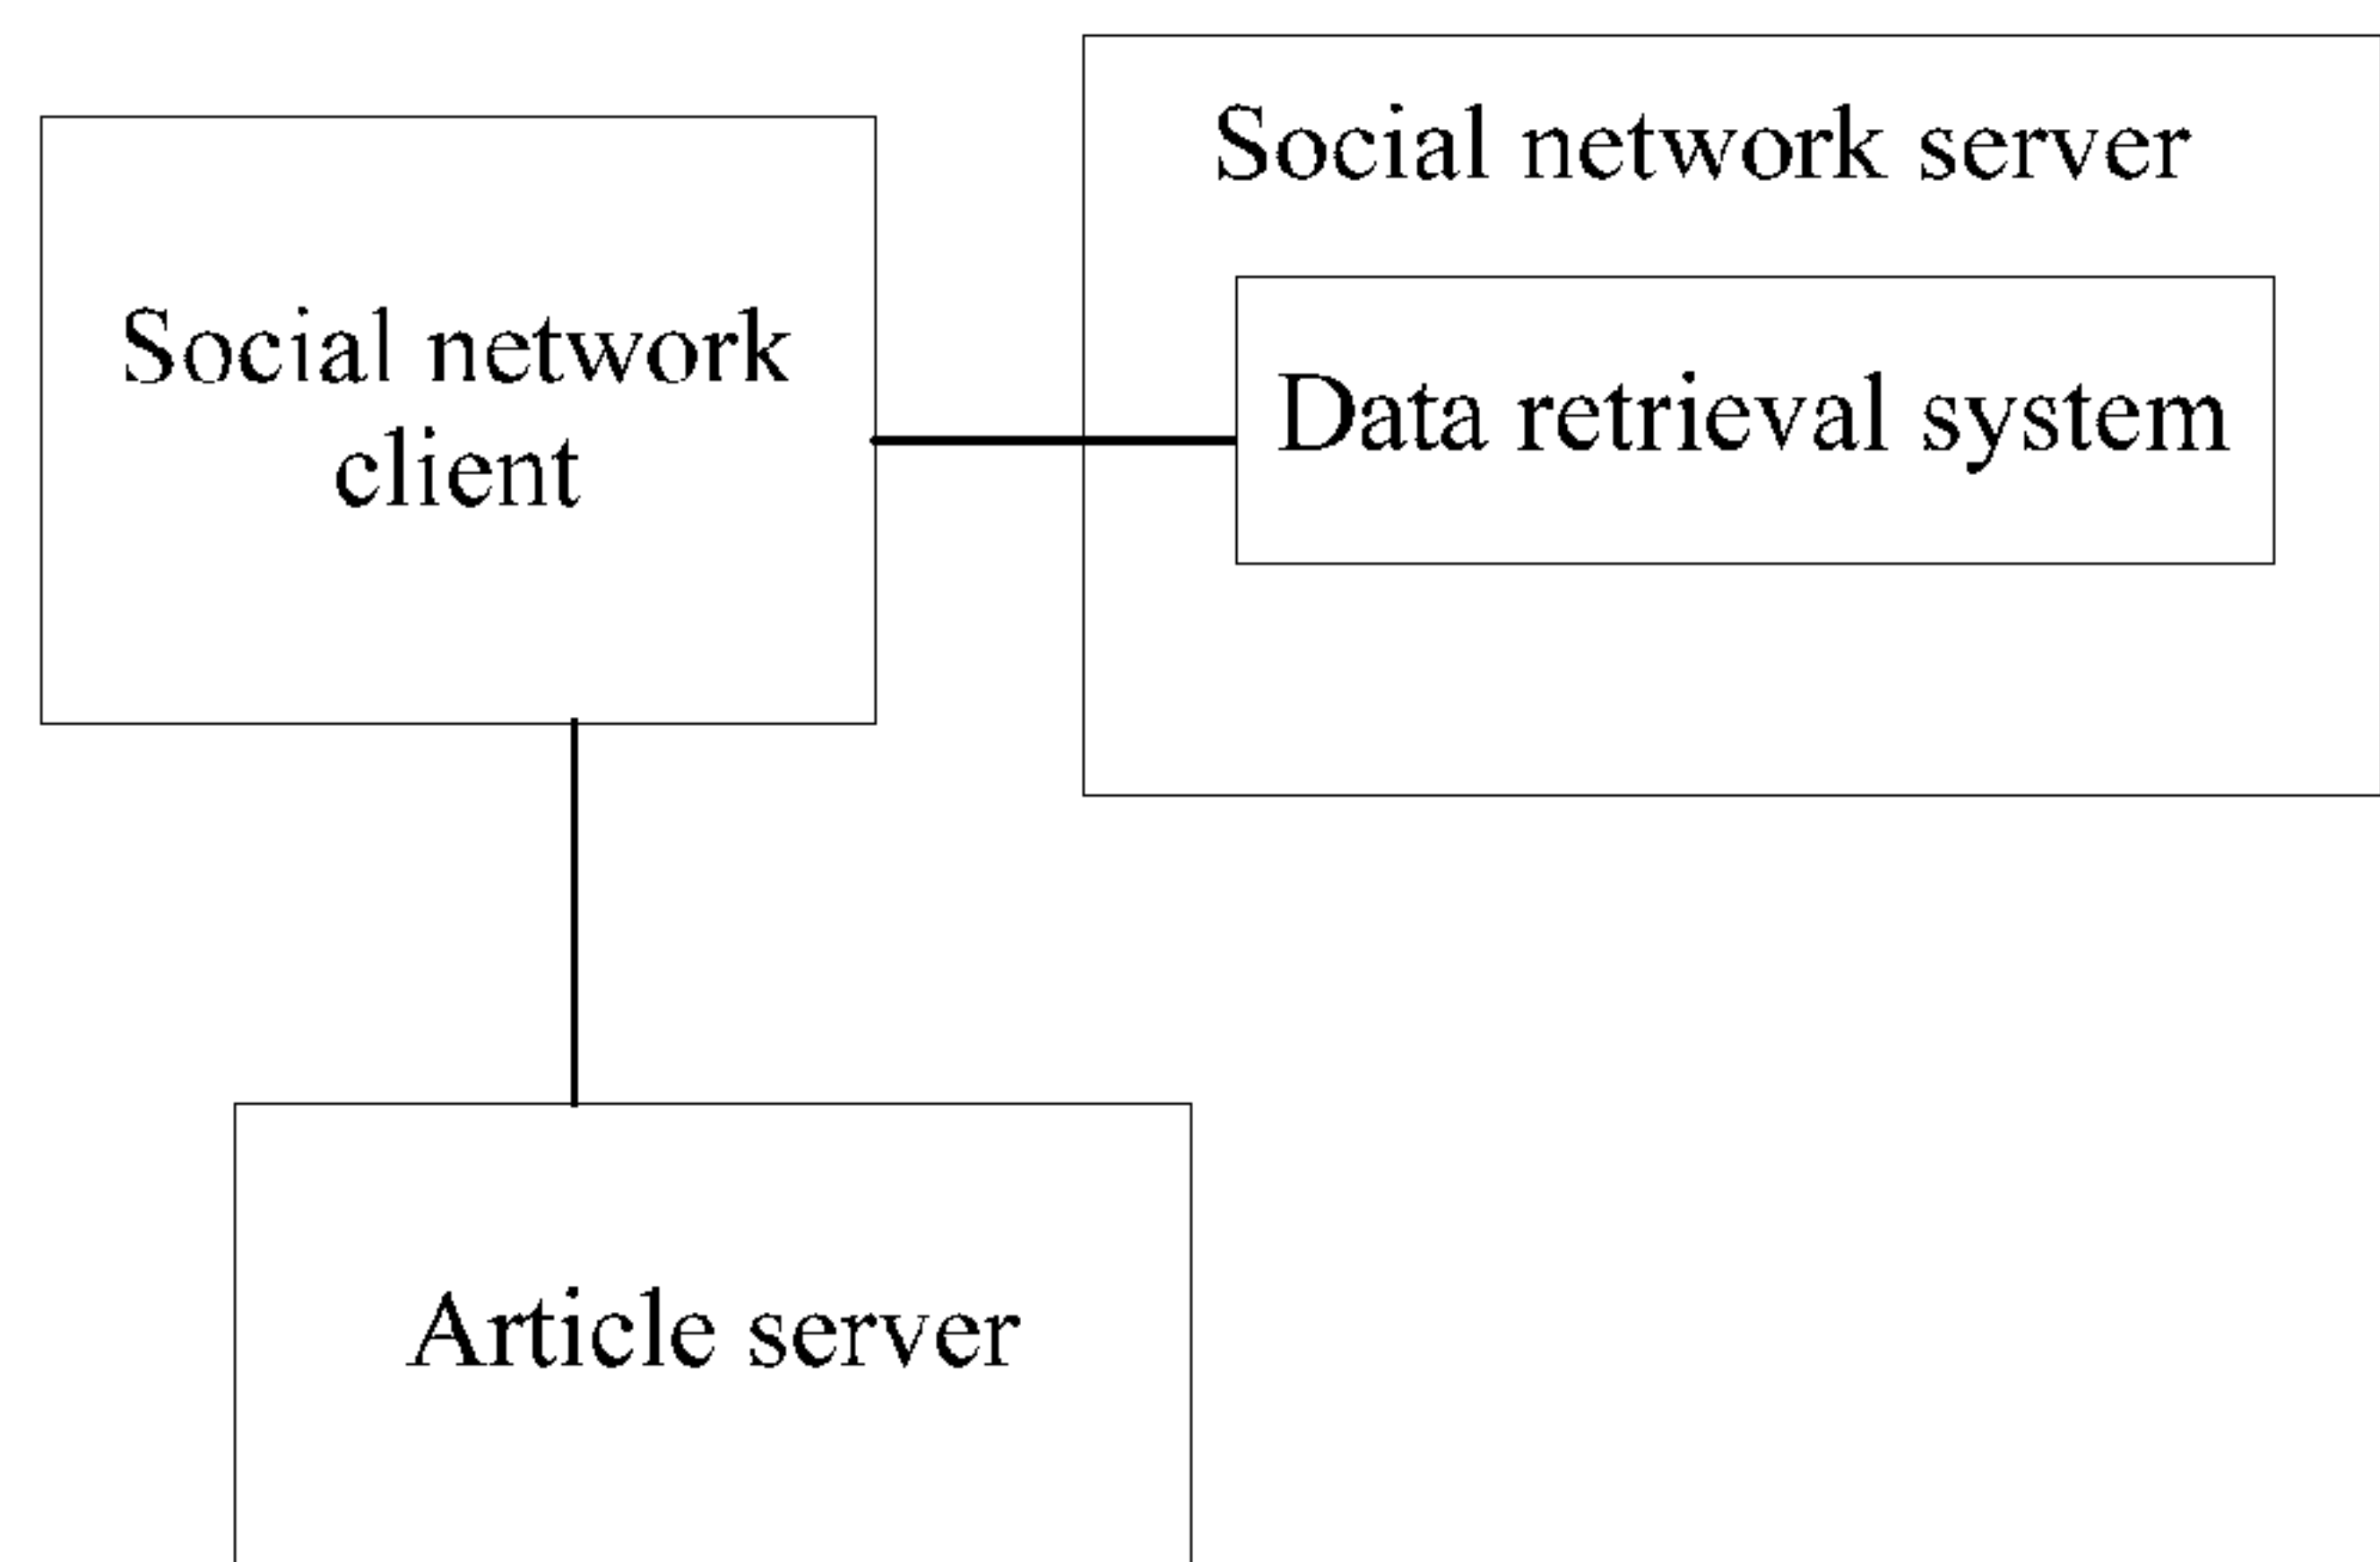 Social network server
Social network
client
Data retrieval system
Article server